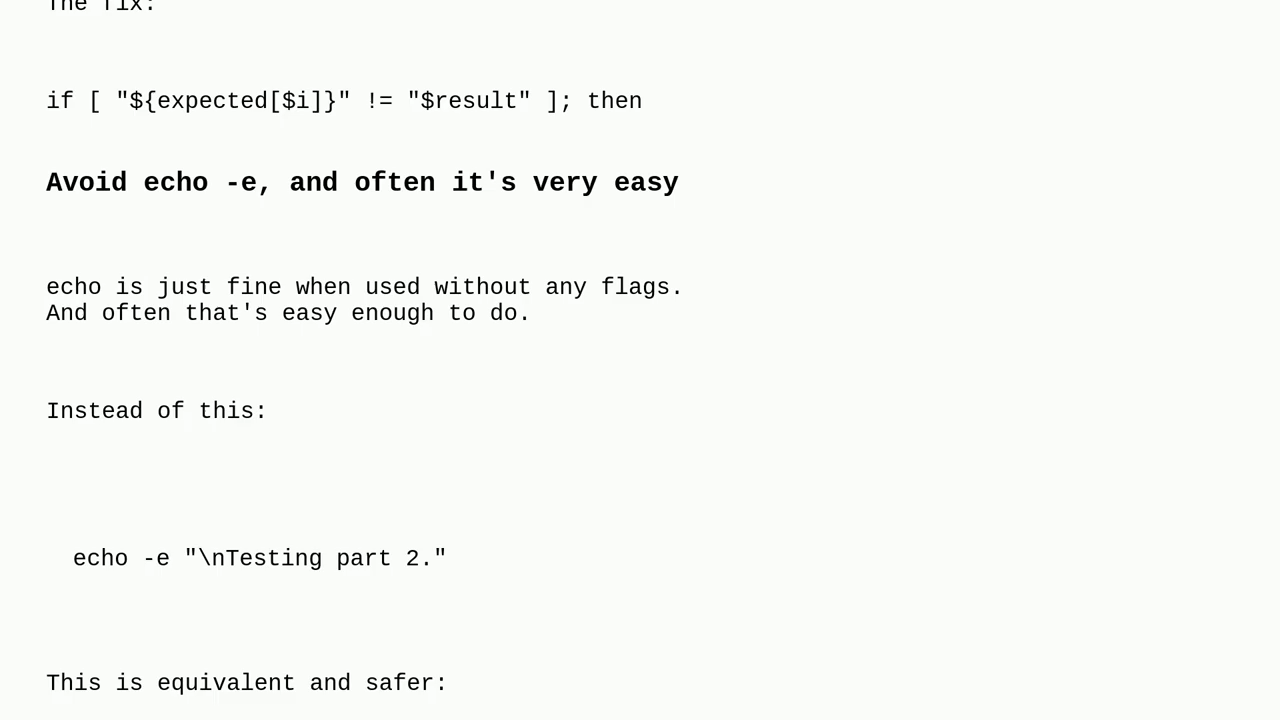 The fix:
if [ "${expected[$i]}" != "$result" ]; then
Avoid echo -e, and often it's very easy
echo is just fine when used without any flags.
And often that's easy enough to do.
Instead of this:
echo -e "\nTesting part 2."
This is equivalent and safer: